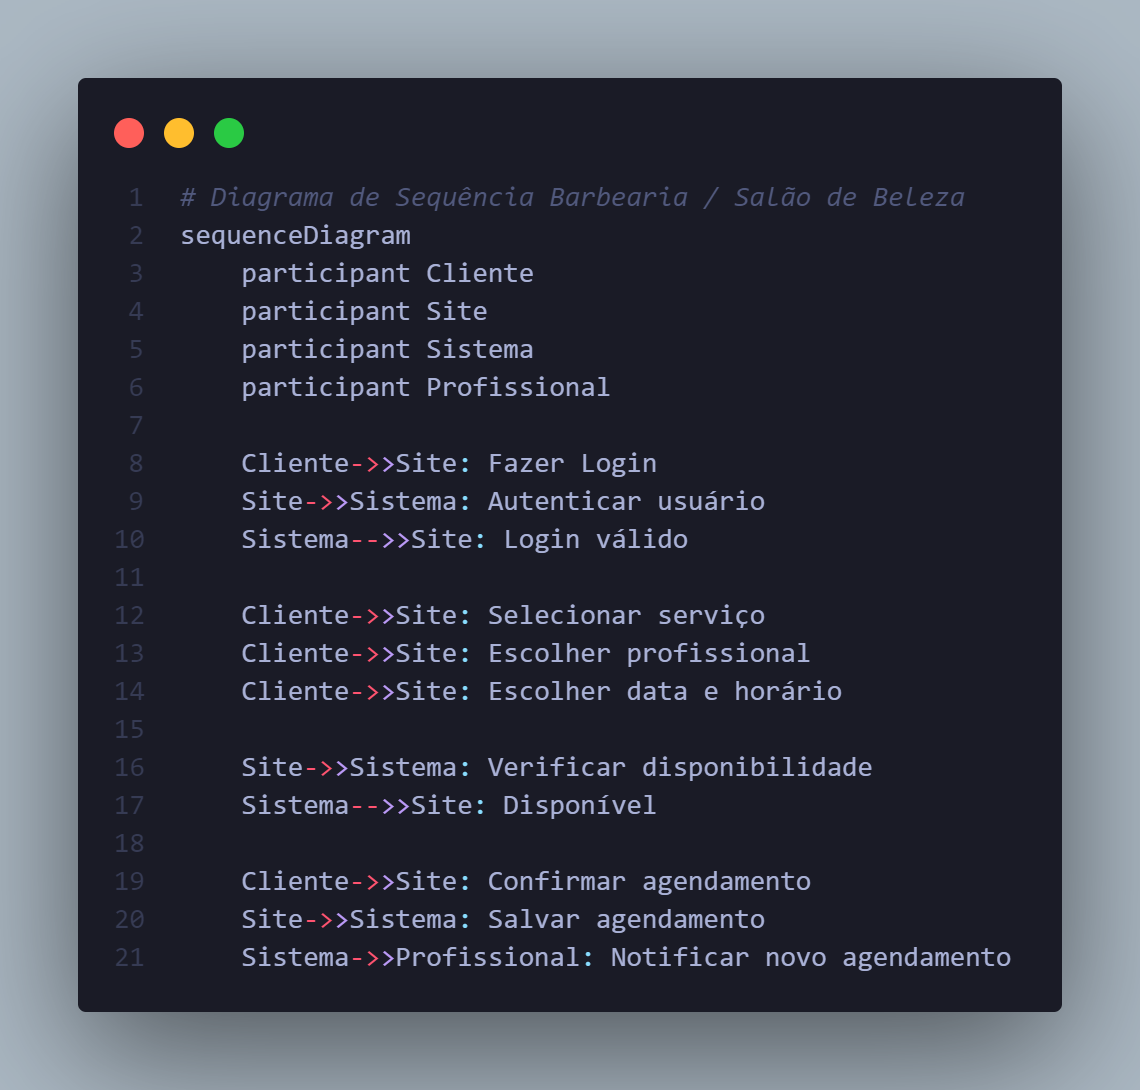 1 # Diagrama de Sequência Barbearia / Salão de Beleza
2 sequenceDiagram
3 participant Cliente
4 participant Site
5 participant Sistema
6 participant Profissional
7
8 Cliente->>Site: Fazer Login
9 Site->>Sistema: Autenticar usuário
10 Sistema-->>Site: Login válido
11
12 Cliente->>Site: Selecionar serviço
13 Cliente->>Site: Escolher profissional
14 Cliente->>Site: Escolher data e horário
15
16 Site->>Sistema: Verificar disponibilidade
17 Sistema-->>Site: Disponível
18
19 Cliente->>Site: Confirmar agendamento
20 Site->>Sistema: Salvar agendamento
21 Sistema->>Profissional: Notificar novo agendamento